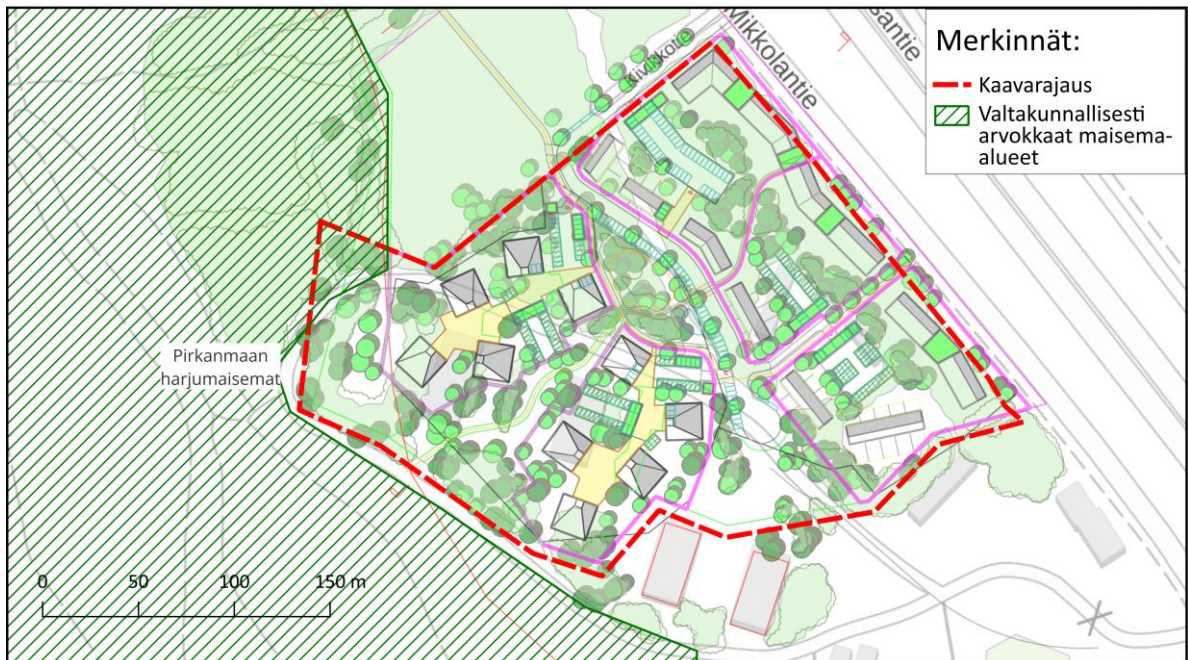 Merkinnät:
Kaavarajaus
Valtakunnallisesti
arvokkaat maisema-
alueet
santie
Mikkolantie
Kivikkotie
Pirkanmaan
harjumaisemat
0 50 100 150 m